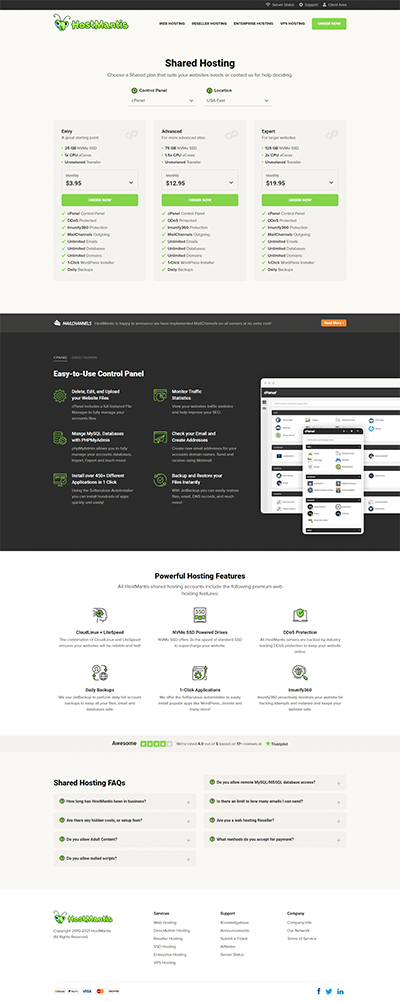 Server Status Support Client Area
HostMantis
WEB HOSTING RESELLER HOSTING ENTERPRISE HOSTING VPS HOSTING ORDER NOW
Shared Hosting
Choose a Shared plan that suits your websites needs or contact us for help deciding.
Control Panel Location
cPanel USA East
Entry
A great starting point.
25 GB NVMe SSD
1x CPU vCores
Unmetered Transfer
Monthly
$3.95
ORDER NOW
cPanel Control Panel
DDoS Protected
Imunify360 Protection
MailChannels Outgoing
Unlimited Emails
Unlimited Databases
Unlimited Domains
1-Click WordPress Installer
Daily Backups
Advanced
For more advanced sites.
75 GB NVMe SSD
1.5x CPU vCores
Unmetered Transfer
Monthly
$12.95
ORDER NOW
cPanel Control Panel
DDoS Protected
Imunify360 Protection
MailChannels Outgoing
Unlimited Emails
Unlimited Databases
Unlimited Domains
1-Click WordPress Installer
Daily Backups
Expert
For larger websites
125 GB NVMe SSD
2x CPU vCores
Unmetered Transfer
Monthly
$19.95
ORDER NOW
cPanel Control Panel
DDoS Protected
Imunify360 Protection
MailChannels Outgoing
Unlimited Emails
Unlimited Databases
Unlimited Domains
1-Click WordPress Installer
Daily Backups
MAILCHANNELS HostMantis is happy to announce we have implemented MailChannels on all servers at no extra cost! Read More
CPANEL DIRECTADMIN
Easy-to-Use Control Panel
Delete, Edit, and Upload
your Website Files
cPanel includes a full featured File
Manager to fully manage your
accounts files.
Monitor Traffic
Statistics
View your websites traffic statistics
and help improve your SEO.
Mange MySQL Databases
with PHPMyAdmin
phpMyAdmin allows you to fully
manage your accounts databases.
Import, Export and much more!
Check your Email and
Create Addresses
Create new email addresses for your
accounts domain names. Send and
receive using Webmail.
Install over 450+ Different
Applications in 1 Click
Using the Softaculous Autoinstaller
you can install hundreds of apps
quickly and easily!
Backup and Restore your
Files Instantly
With JetBackup you can easily restore
files, email, DNS records, and much
more!
cPanel
cPanel
Powerful Hosting Features
All HostMantis shared hosting accounts include the following premium web
hosting features:
CloudLinux + LiteSpeed
The combination of CloudLinux and LiteSpeed
ensures your websites will be reliable and fast!
SSD
NVMe SSD Powered Drives
NVMe SSD offers 3x the speed of standard SSD
to supercharge your website.
DDoS Protection
All HostMantis servers are backed by industry
leading DDoS protection to keep your website
online.
Daily Backups
We use JetBackup to perform daily full account
backups to keep all your files, email and
databases safe.
1-Click Applications
We offer the Softaculous autoinstaller to easily
install popular apps like WordPress, Joomla and
many more!
Imunify360
Imunify360 proactively monitors your website for
hacking attempts and malware and keeps your
website safe.
Awesome We're rated 4.0 out of 5 based on 17+ reviews at Trustpilot
Shared Hosting FAQs
How long has HostMantis been in business?
Are there any hidden costs, or setup fees?
Do you allow Adult Content?
Do you allow nulled scripts?
Do you allow remote MySQL/MSSQL database access?
Is there an limit to how many emails I can send?
Are you a web hosting Reseller?
What methods do you accept for payment?
HostMantis
Copyright 2010-2021 HostMantis
All Rights Reserved.
Services
Web Hosting
DirectAdmin Hosting
Reseller Hosting
SSD Hosting
Enterprise Hosting
VPS Hosting
Support
Knowledgebase
Announcements
Submit a Ticket
Affiliates
Server Status
Company
Company Info
Our Network
Terms of Service
PayPal VISA